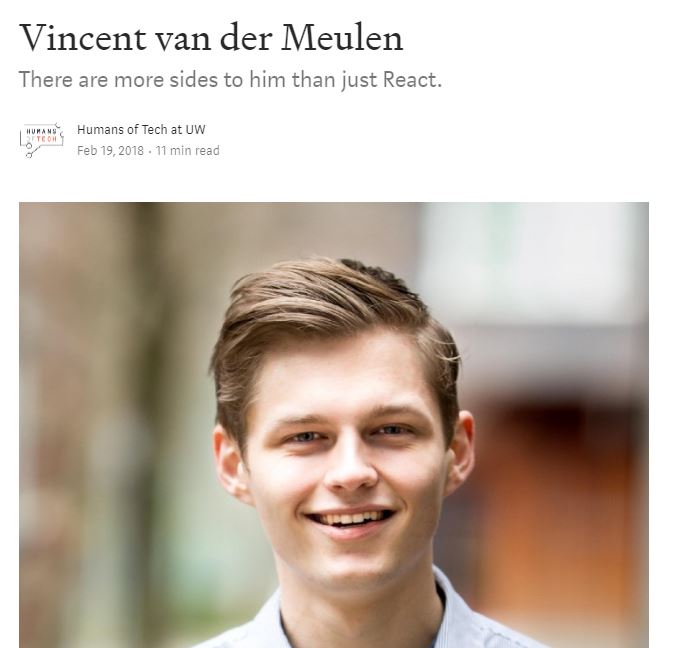 Vincent van der Meulen
There are more sides to him than just React.
HUMANS
OF TECH
Humans of Tech at UW
Feb 19, 2018 · 11 min read